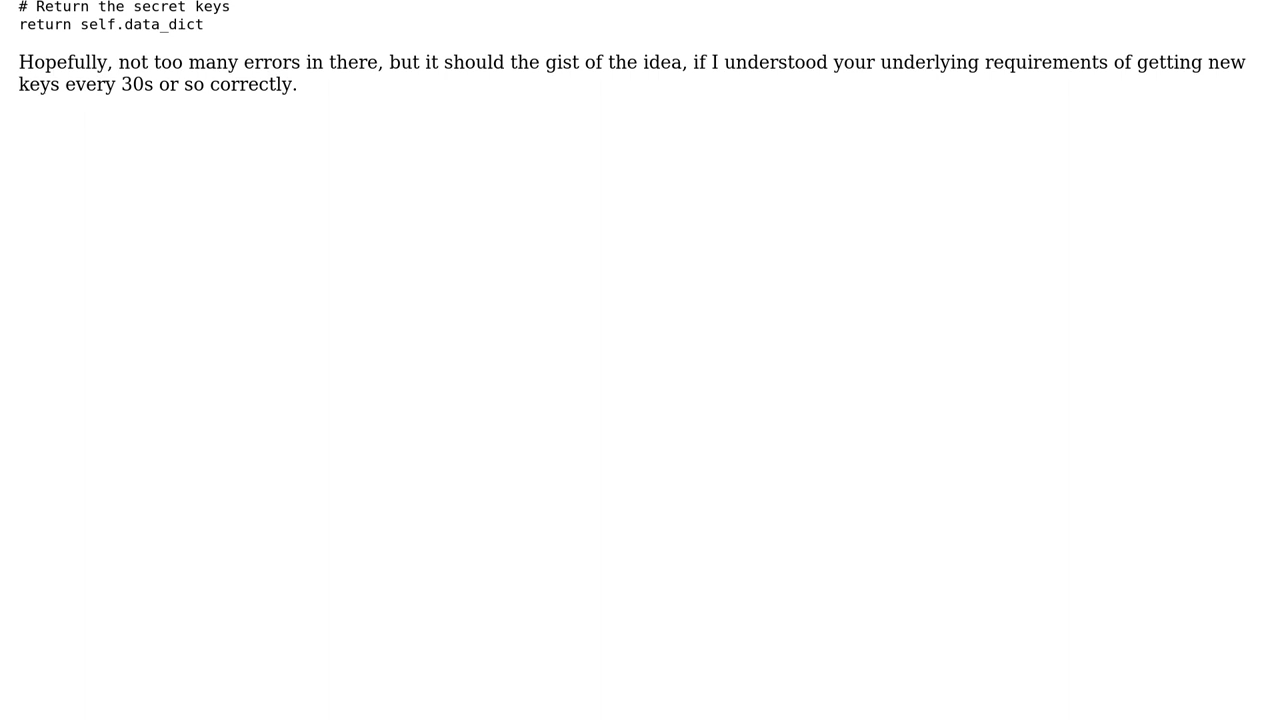 # Return the secret keys
return self.data_dict
Hopefully, not too many errors in there, but it should the gist of the idea, if I understood your underlying requirements of getting new
keys every 30s or so correctly.